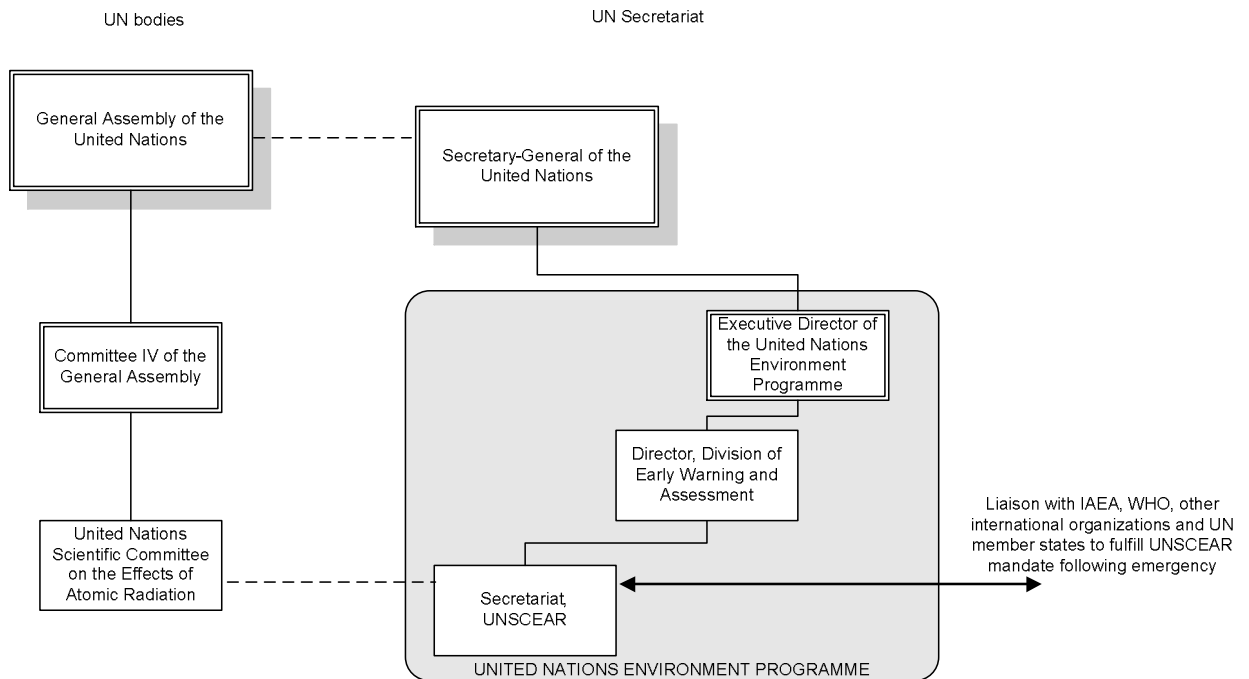 UN bodies
UN Secretariat
General Assembly of the
United Nations
Secretary-General of the
United Nations
Committee IV of the
General Assembly
Executive Director of
the United Nations
Environment
Programme
Director, Division of
Early Warning and
Assessment
United Nations
Scientific Committee
on the Effects of
Atomic Radiation
Secretariat,
UNSCEAR
Liaison with IAEA, WHO, other
international organizations and UN
member states to fulfill UNSCEAR
mandate following emergency
UNITED NATIONS ENVIRONMENT PROGRAMME